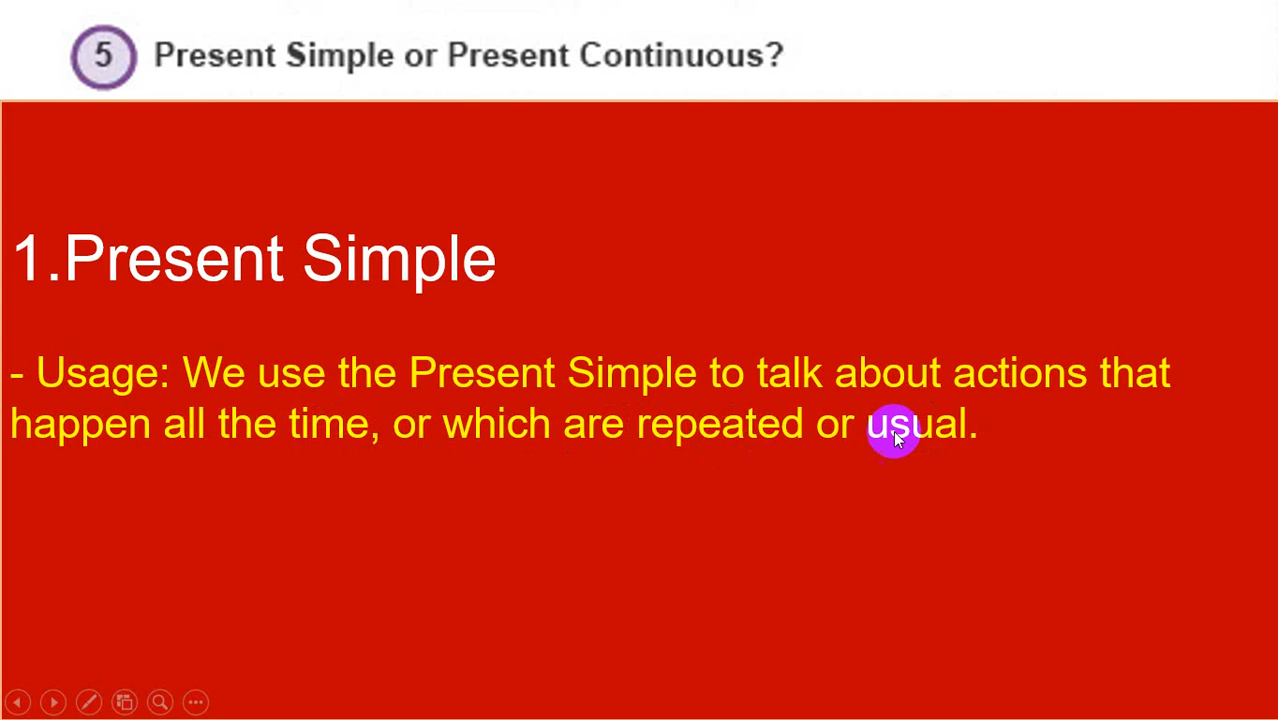 5 Present Simple or Present Continuous?
1.Present Simple
- Usage: We use the Present Simple to talk about actions that
happen all the time, or which are repeated or usual.